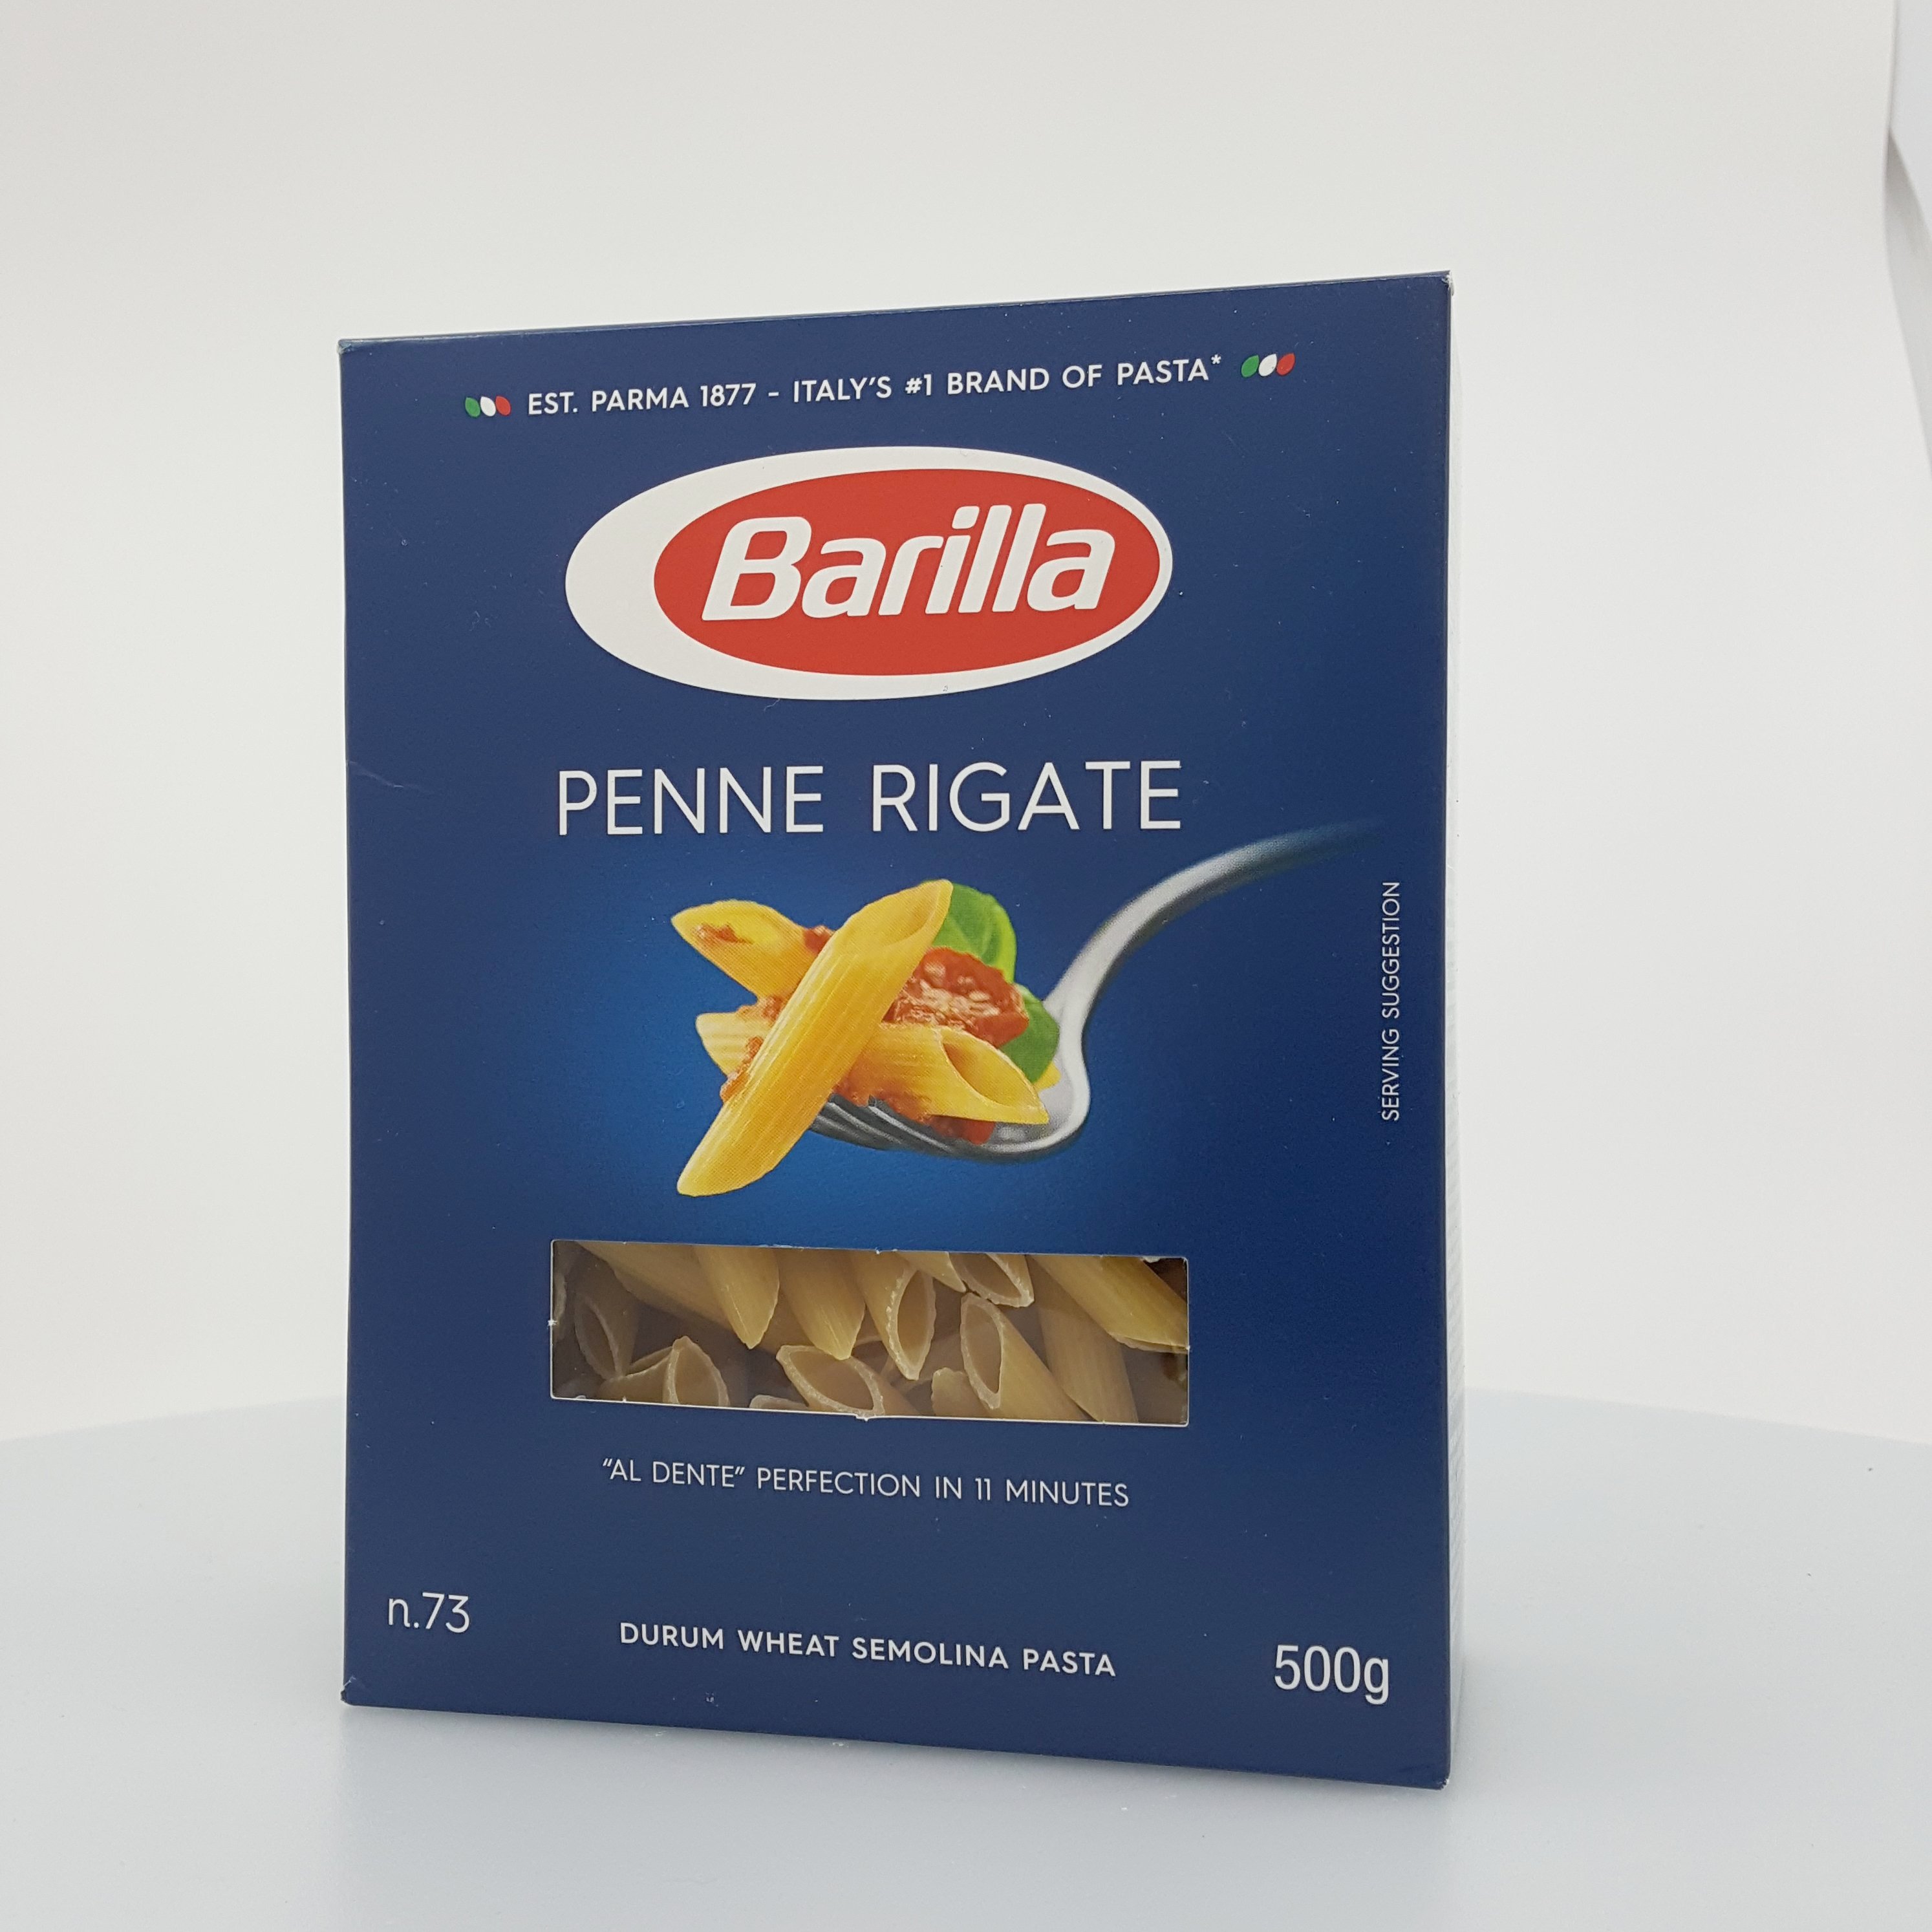 EST. PARMA 1877 - ITALY'S #1 BRAND OF PASTA*
Barilla
PENNE RIGATE
SERVING SUGGESTION
“AL DENTE” PERFECTION IN 11 MINUTES
n.73
DURUM WHEAT SEMOLINA PASTA
500g